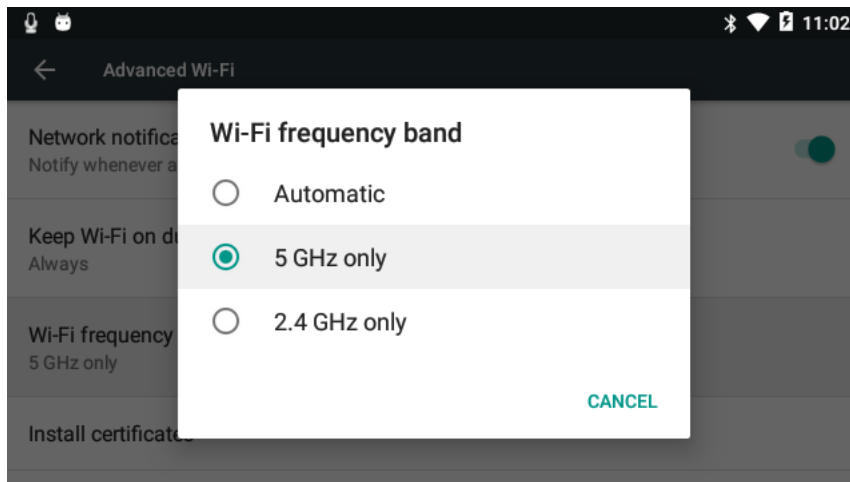 11:02
Advanced Wi-Fi
Network notifica
Notify whenever a
Keep Wi-Fi on du
Always
Wi-Fi frequency
5 GHz only
Install certificates
Wi-Fi frequency band
Automatic
5 GHz only
2.4 GHz only
CANCEL